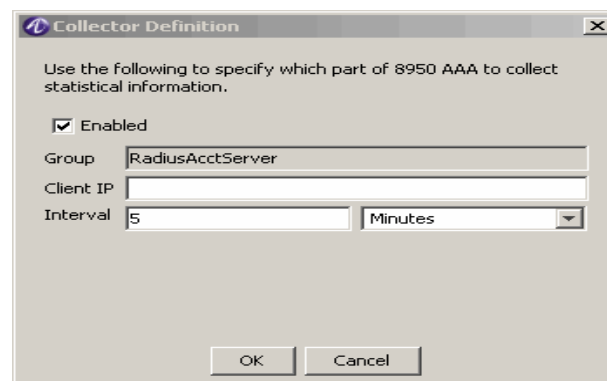 Collector Definition
Use the following to specify which part of 8950 AAA to collect
statistical information.
Enabled
Group RadiusAcctServer
Client IP
Interval 5 Minutes
OK Cancel